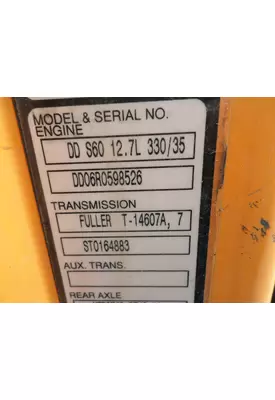 MODEL & SERIAL NO.
ENGINE
DD S60 12.7L 330/35
DD06R0598526
TRANSMISSION
FULLER T-14607A, 7
ST0164883
AUX. TRANS.
REAR AXLE